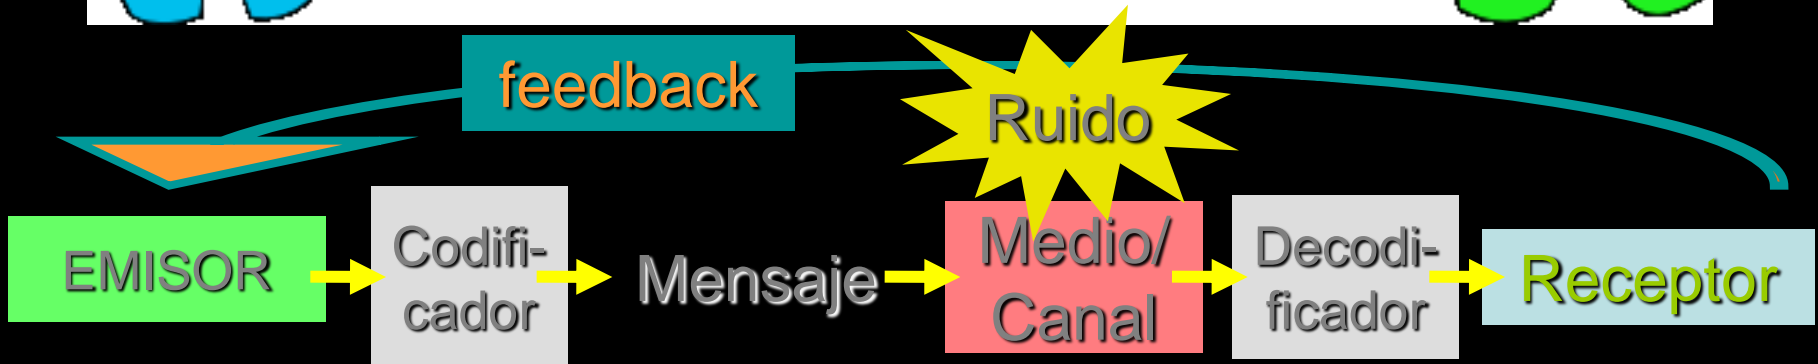 feedback
Ruido
EMISOR
Codifi-
cador
Mensaje
Medio/
Canal
Decodi-
ficador
Receptor